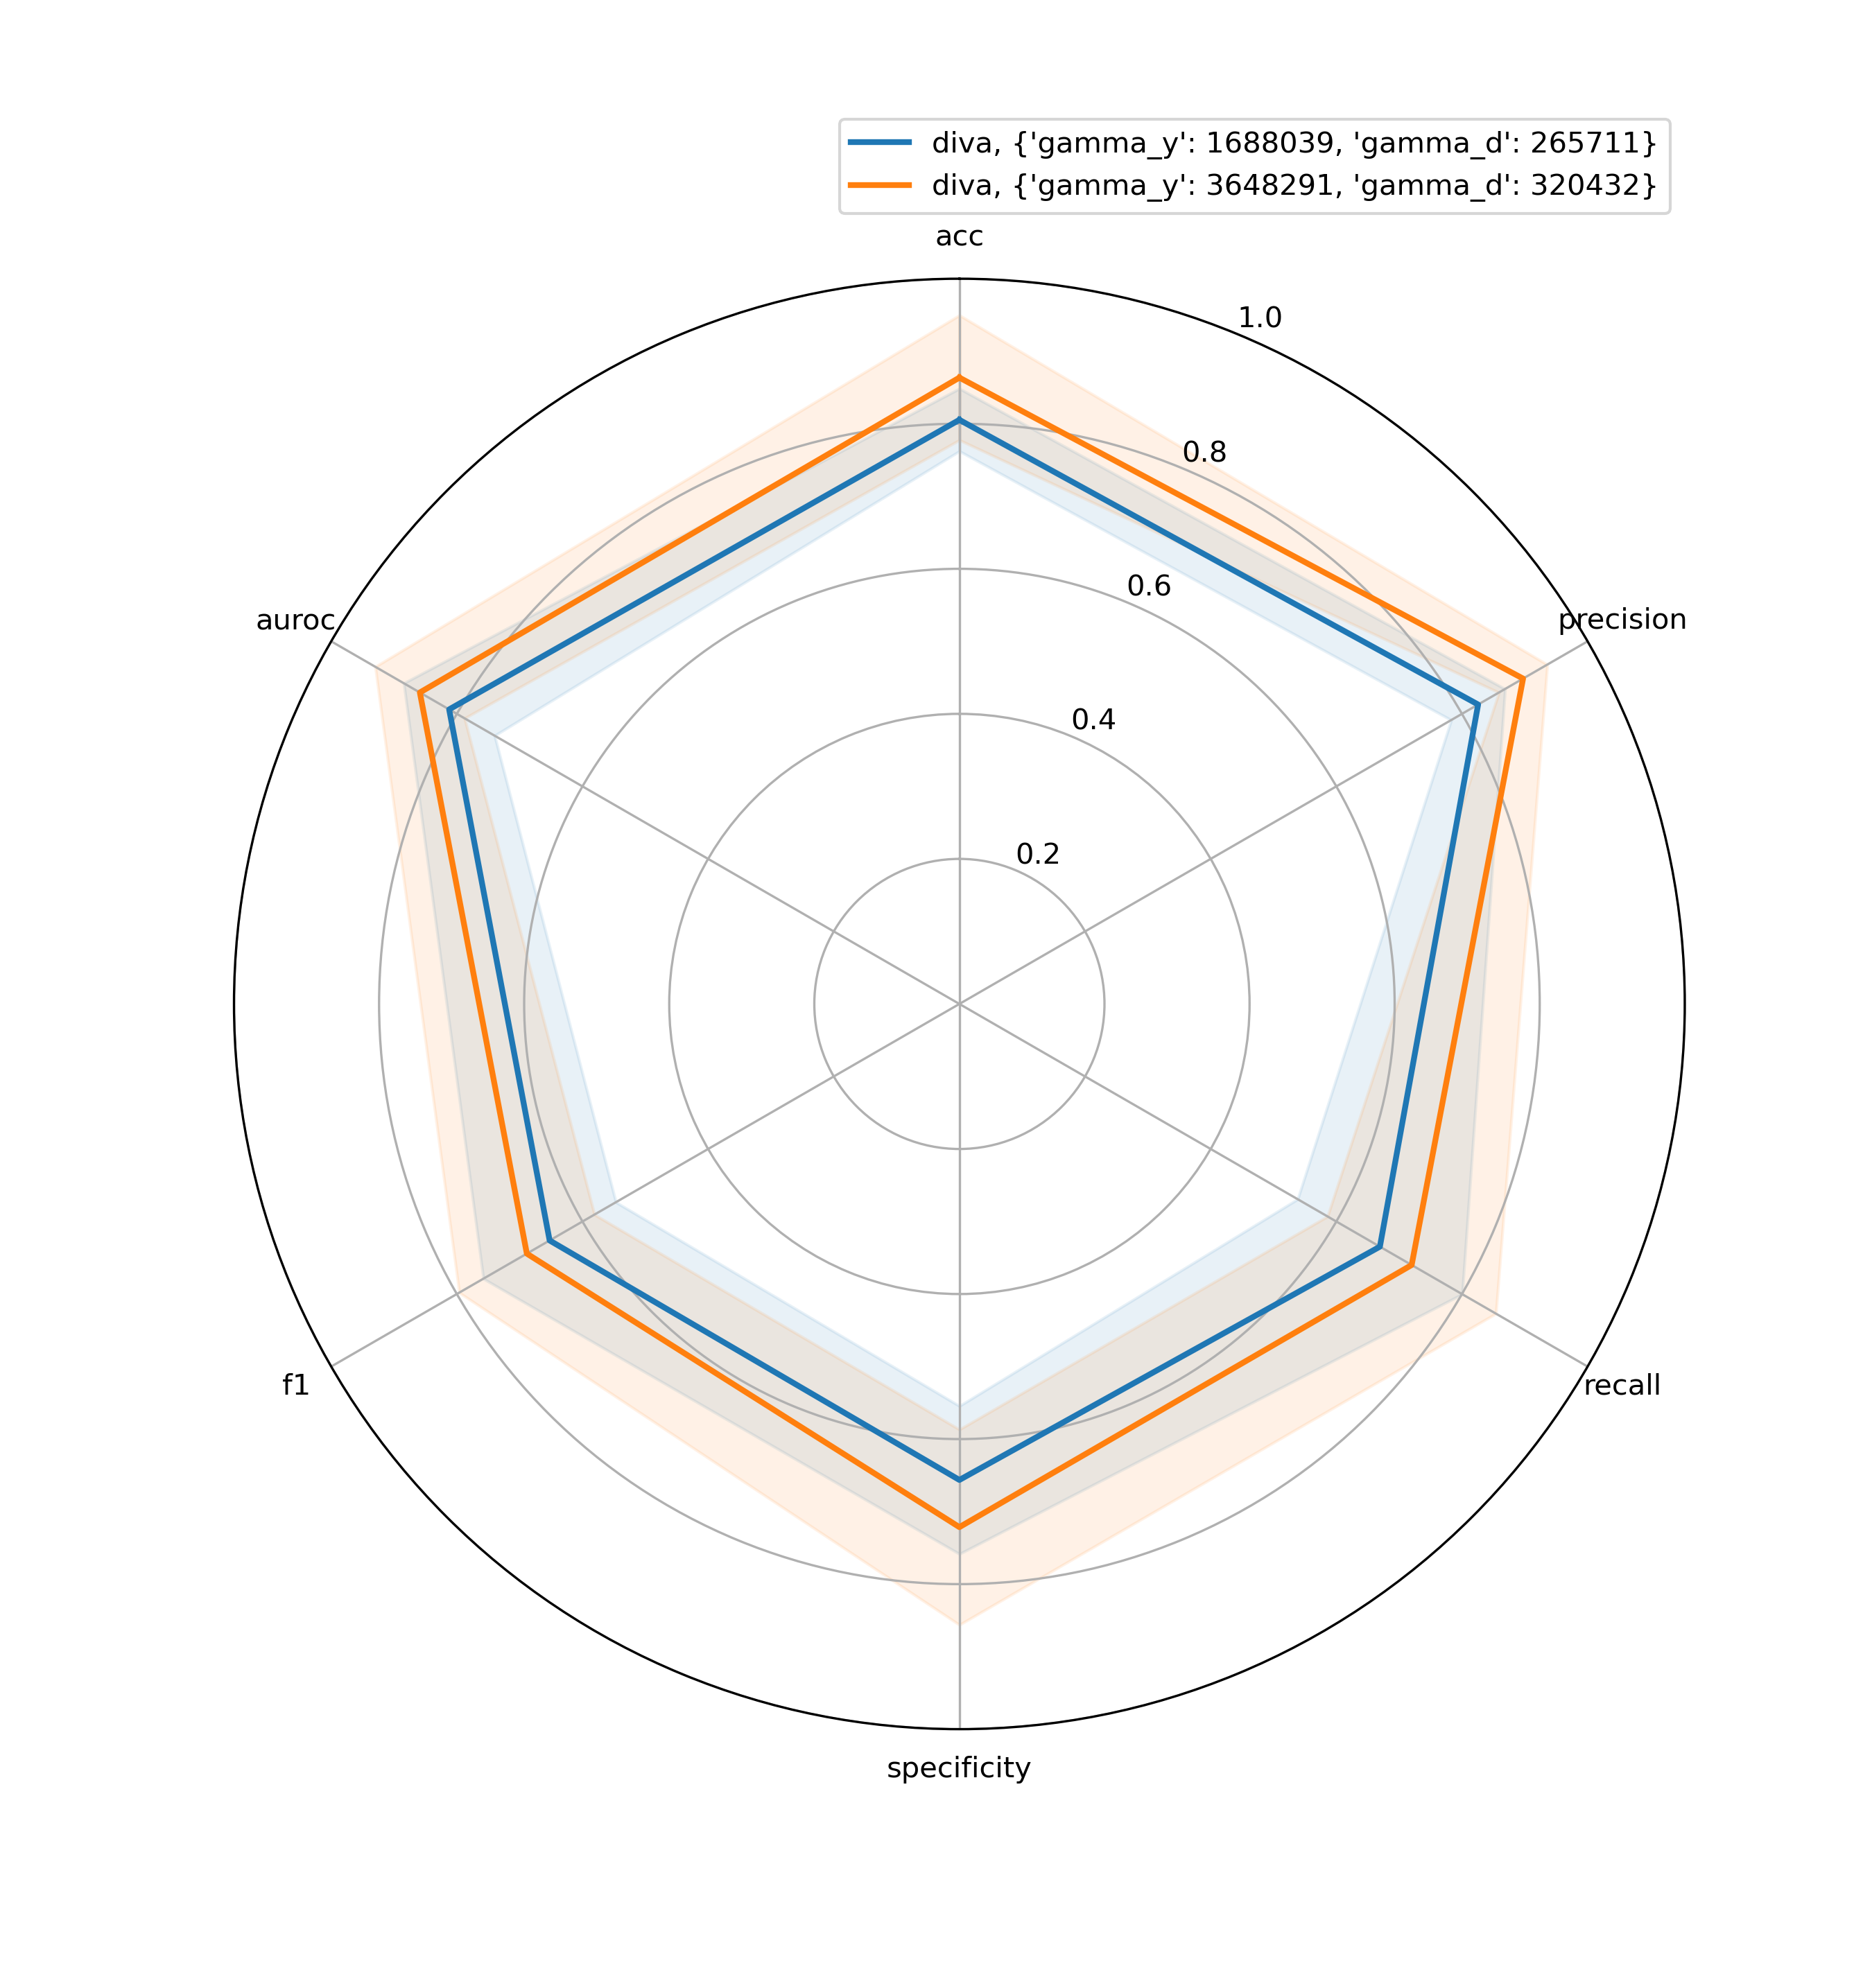 diva, {'gamma_y': 1688039, 'gamma_d': 265711}
diva, {'gamma_y': 3648291, 'gamma_d': 320432}
acc
1.0
0.8
0.6
auroc
precision
0.4
0.2
f1
recall
specificity